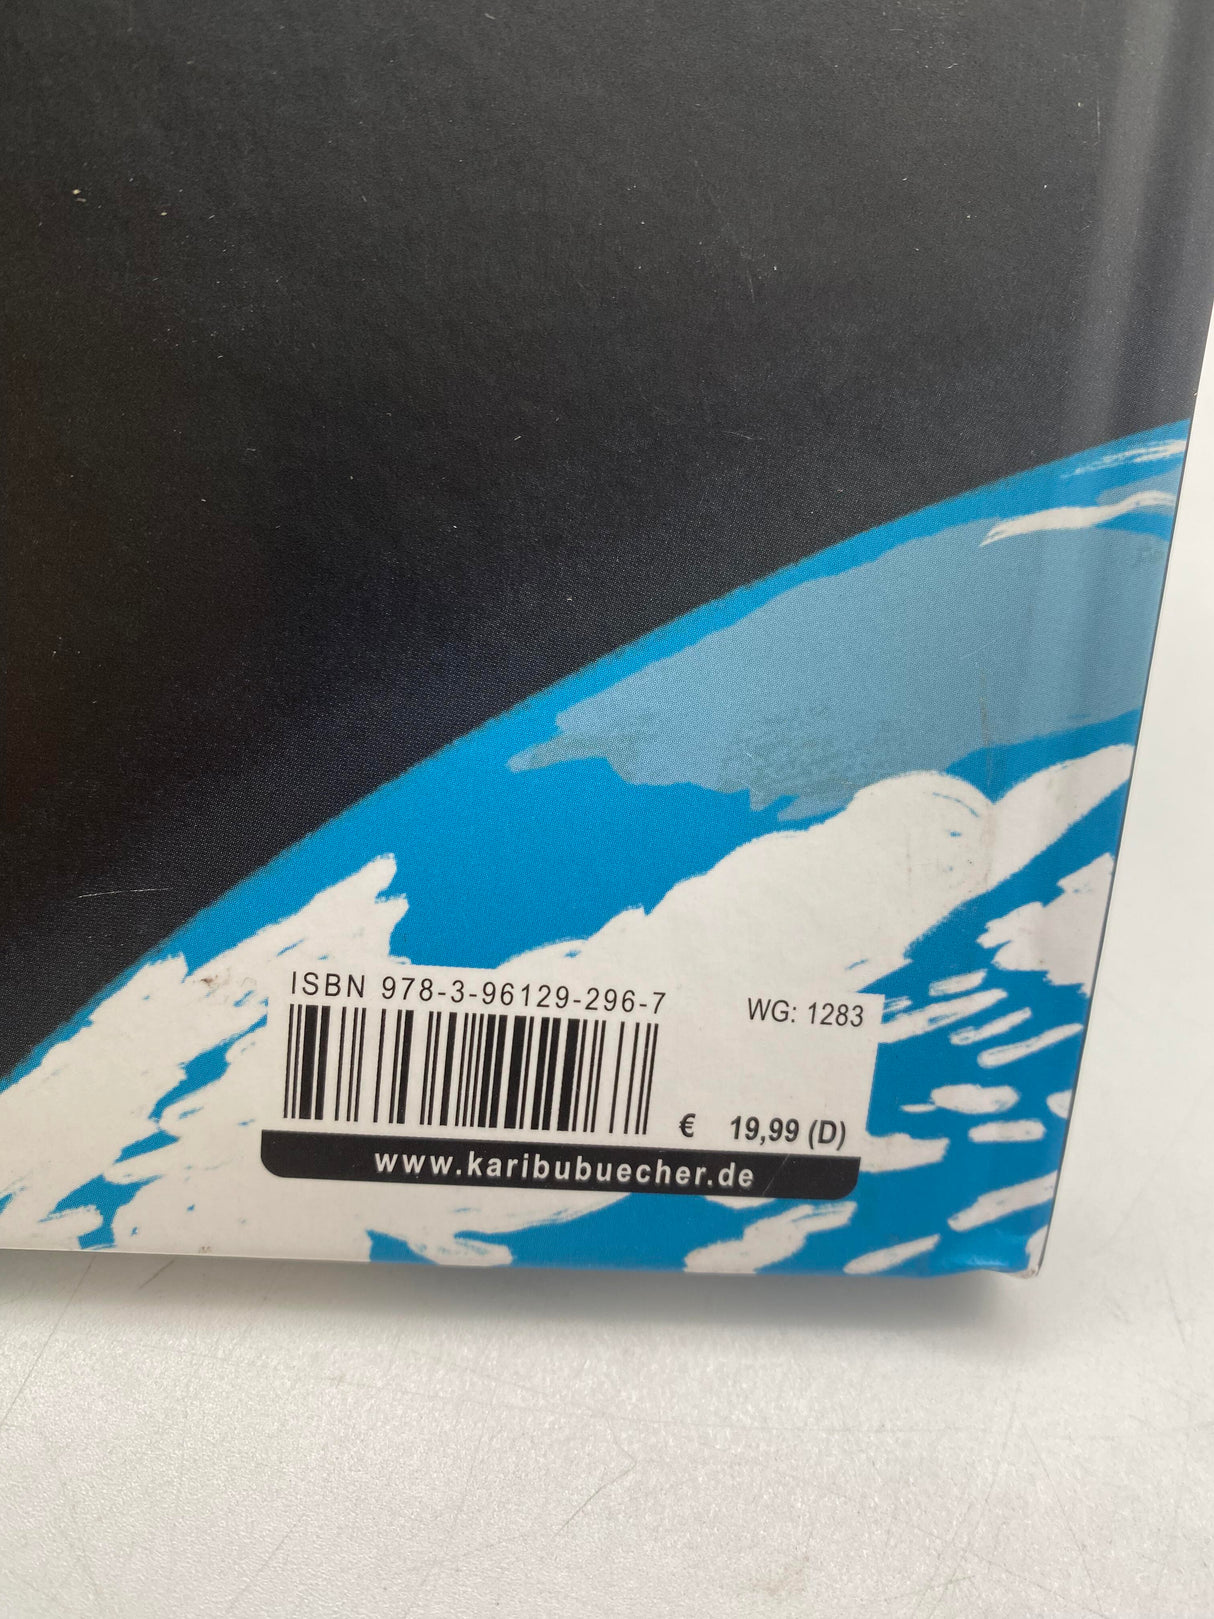 ISBN 978-3-96129-296-7
WG: 1283
€ 19,99 (D)
www.karibubuecher.de